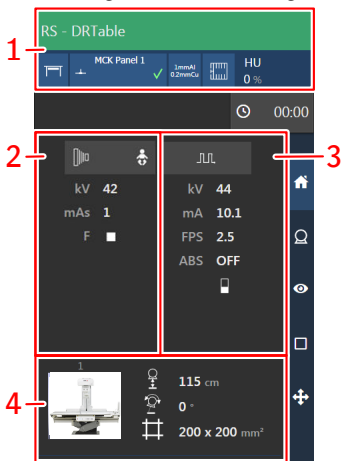 RS - DRTable
1
MCK Panel 1
1mmAl
0.2mmCu
HU
0 %
00:00
2
3
kV 42
mAs 1
F
kV 44
mA 10.1
FPS 2.5
ABS OFF
4
1
115 cm
0 °
200 x 200 mm²